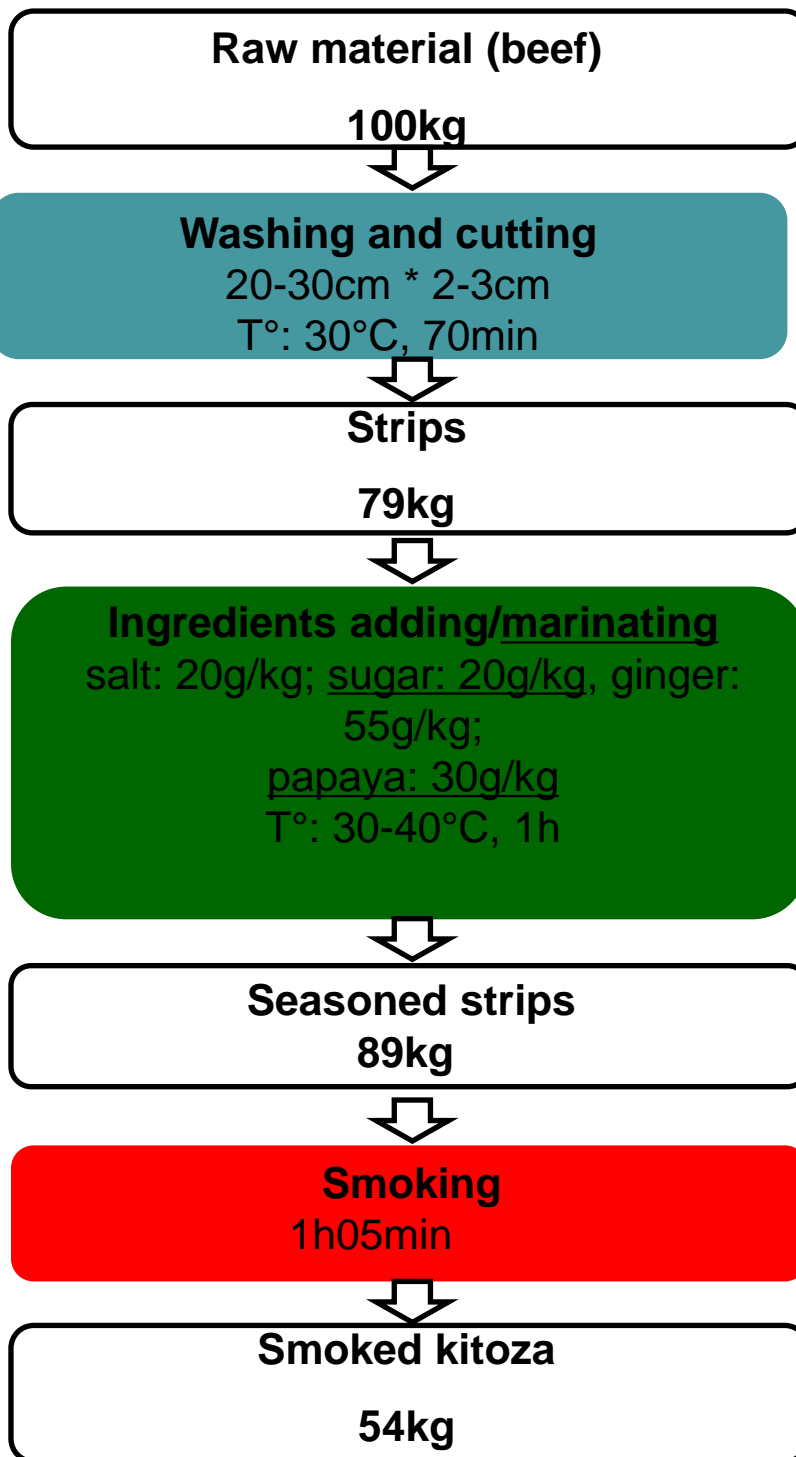 Raw material (beef)
100kg
Washing and cutting
20-30cm * 2-3cm
T°: 30°C, 70min
Strips
79kg
Ingredients adding/marinating
salt: 20g/kg; sugar: 20g/kg, ginger:
55g/kg;
papaya: 30g/kg
T°: 30-40°C, 1h
Seasoned strips
89kg
Smoking
1h05min
Smoked kitoza
54kg